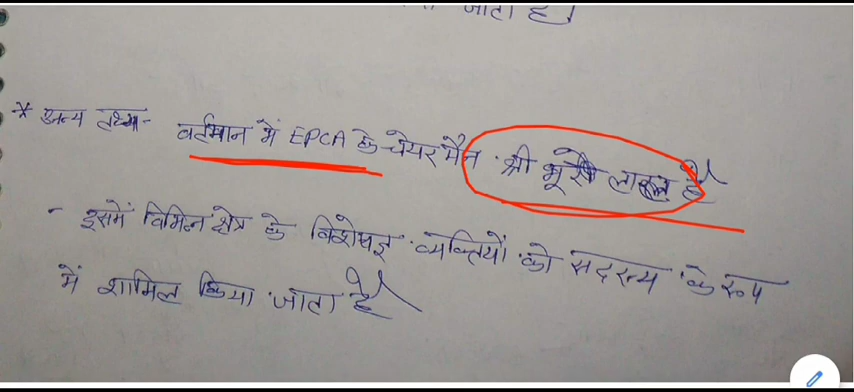 जाता है।
* अन्य तथ्य - वर्तमान में EPCA के चेयरमैन श्री भूरे लाल हैं
- इसमें विभिन्न क्षेत्र के विशेषज्ञ व्यक्तियों को सदस्य के रूप
में शामिल किया जाता है